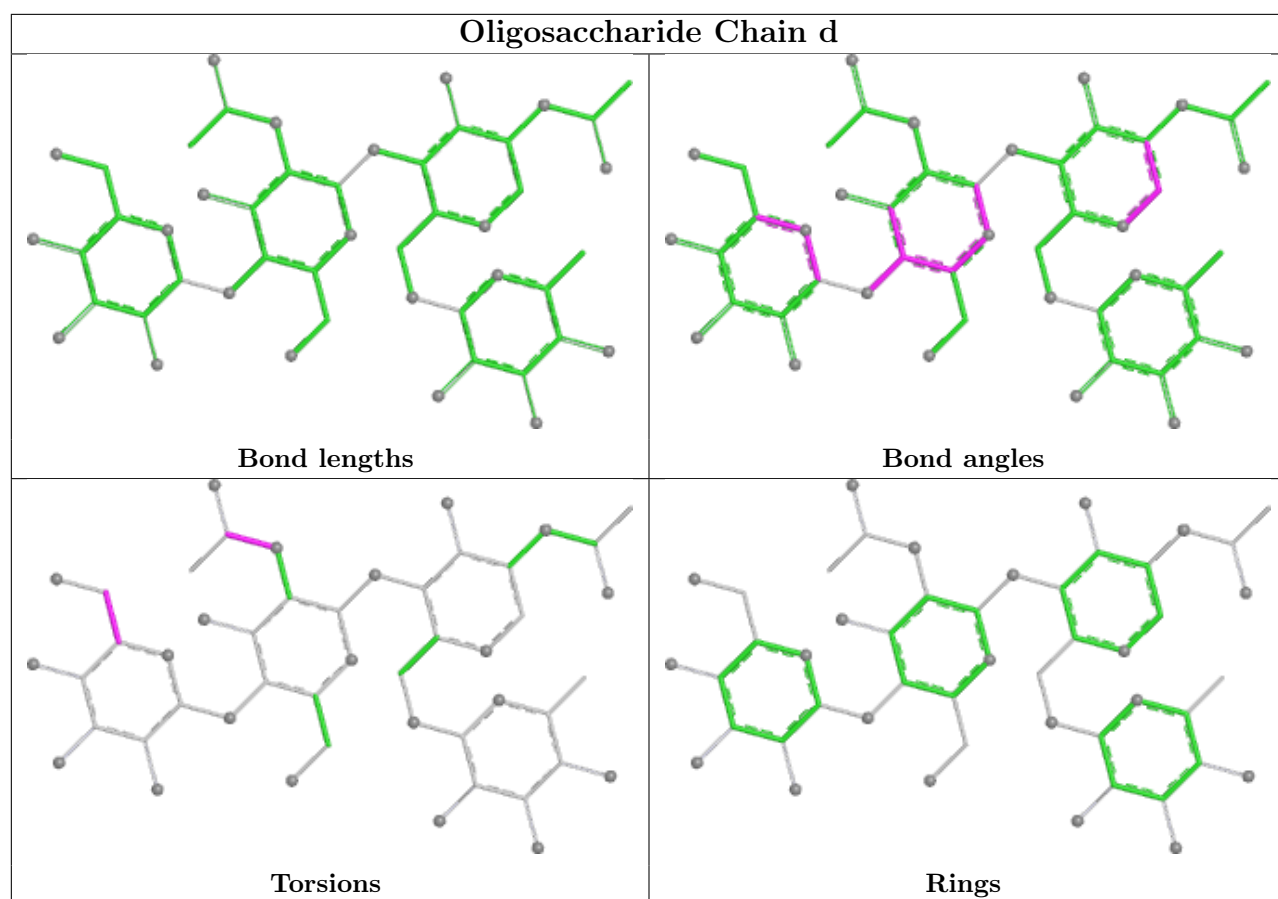 Oligosaccharide Chain d
Bond lengths
Bond angles
Torsions
Rings